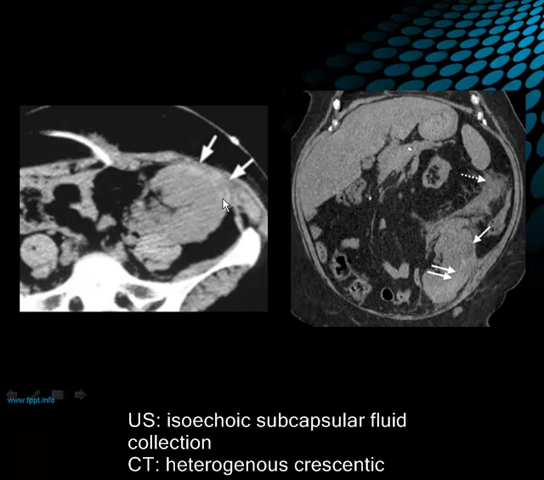 www.fppt.info
US: isoechoic subcapsular fluid
collection
CT: heterogenous crescentic